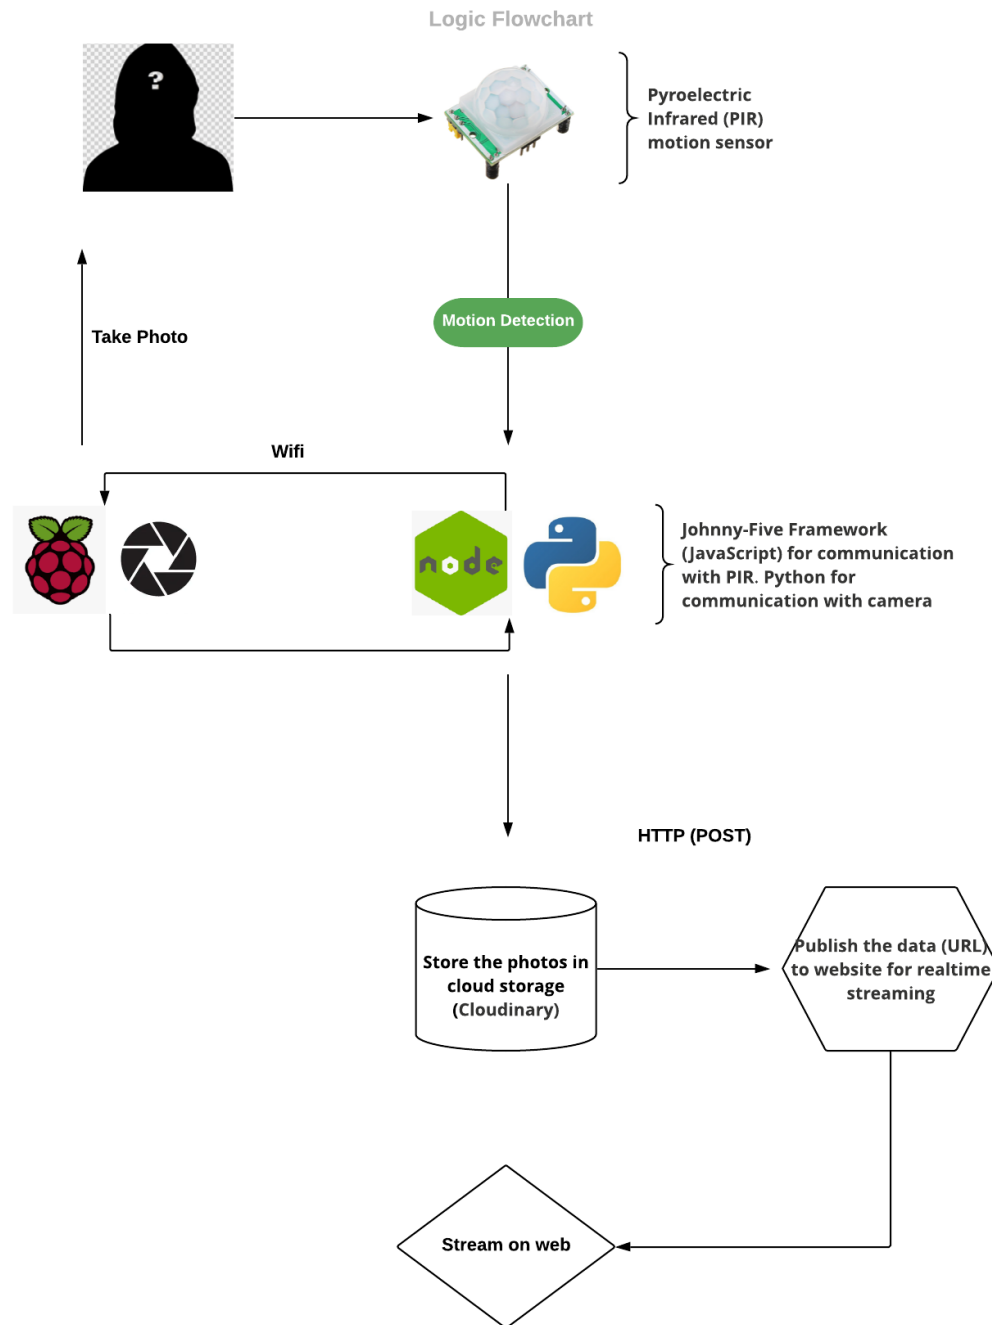 Logic Flowchart
?
Pyroelectric
Infrared (PIR)
motion sensor
Motion Detection
Take Photo
Wifi
node
Johnny-Five Framework
(JavaScript) for communication
with PIR. Python for
communication with camera
HTTP (POST)
Store the photos in
cloud storage
(Cloudinary)
Publish the data (URL)
to website for realtime
streaming
Stream on web